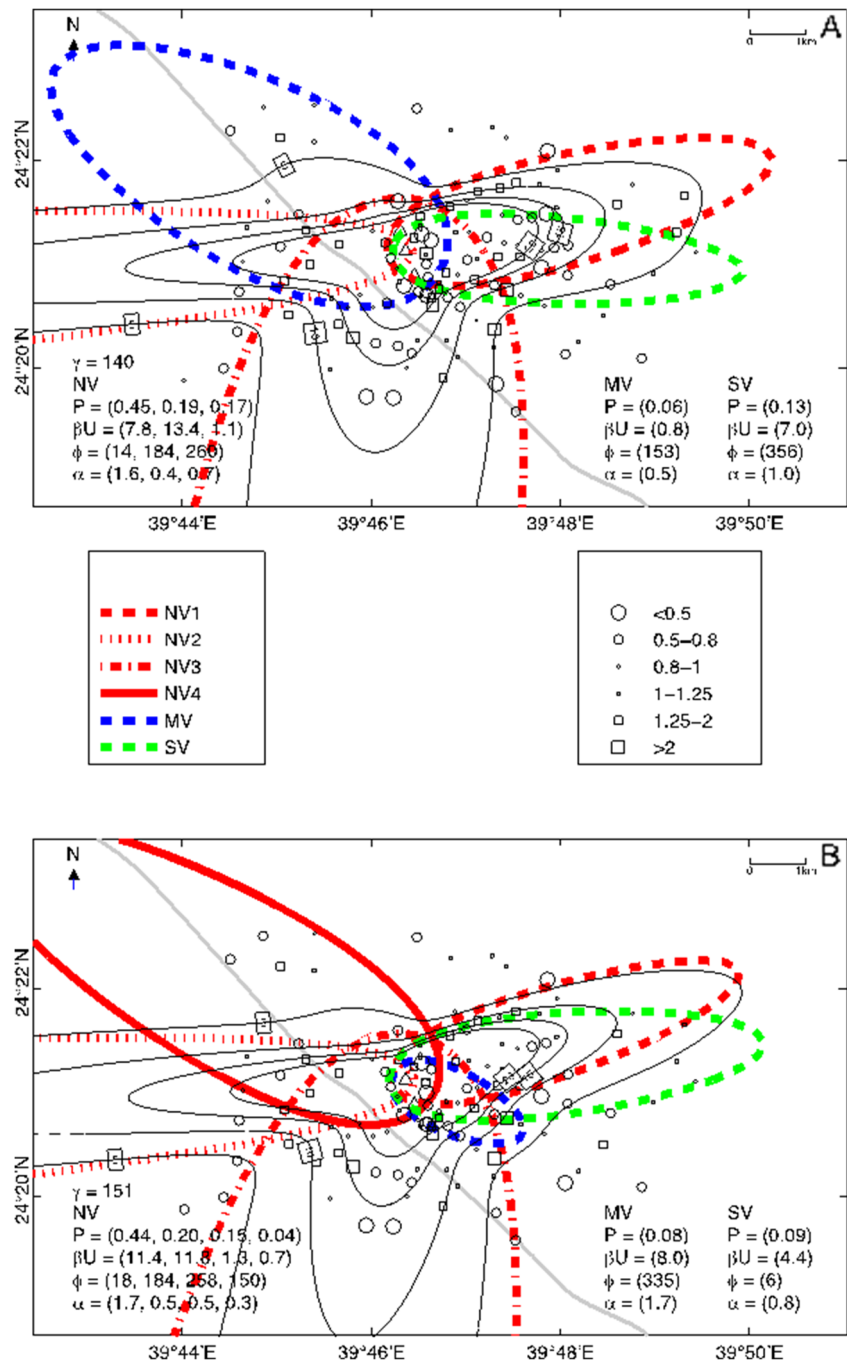 N
A
0 1km
24°22'N
24°20'N
γ = 140
NV
P = (0.45, 0.19, 0.17)
βU = (7.8, 13.4, 1.1)
ϕ = (14, 184, 260)
α = (1.6, 0.4, 0.7)
MV
P = (0.06)
βU = (0.8)
ϕ = (153)
α = (0.5)
SV
P = (0.13)
βU = (7.0)
ϕ = (356)
α = (1.0)
39°44'E 39°46'E 39°48'E 39°50'E
NV1
NV2
NV3
NV4
MV
SV
<0.5
0.5–0.8
0.8–1
1–1.25
1.25–2
>2
N
B
0 1km
24°22'N
24°20'N
γ = 151
NV
P = (0.44, 0.20, 0.15, 0.04)
βU = (11.4, 11.8, 1.3, 0.7)
ϕ = (18, 184, 258, 150)
α = (1.7, 0.5, 0.5, 0.3)
MV
P = (0.08)
βU = (8.0)
ϕ = (335)
α = (1.7)
SV
P = (0.09)
βU = (4.4)
ϕ = (6)
α = (0.8)
39°44'E 39°46'E 39°48'E 39°50'E